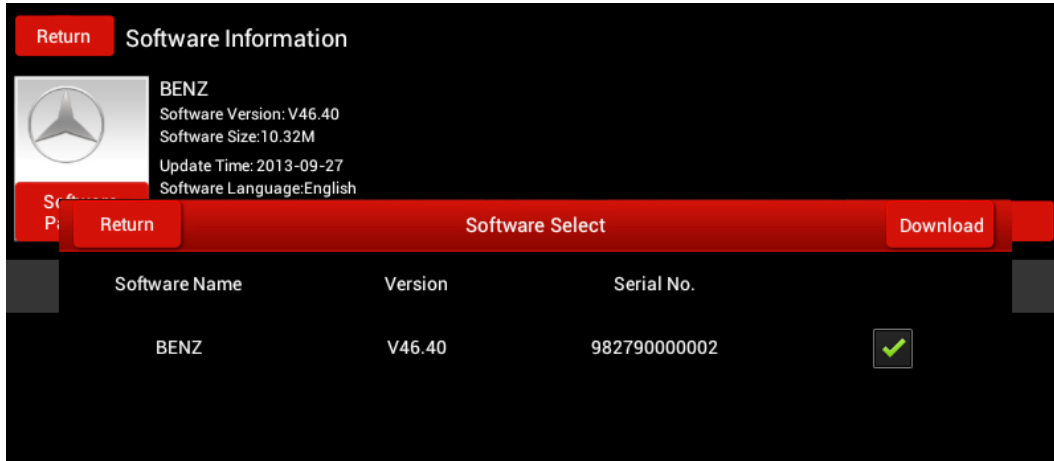 Return Software Information
BENZ
Software Version: V46.40
Software Size:10.32M
Update Time: 2013-09-27
Software Language:English
Return Software Select Download
Software Name Version Serial No.
BENZ V46.40 982790000002